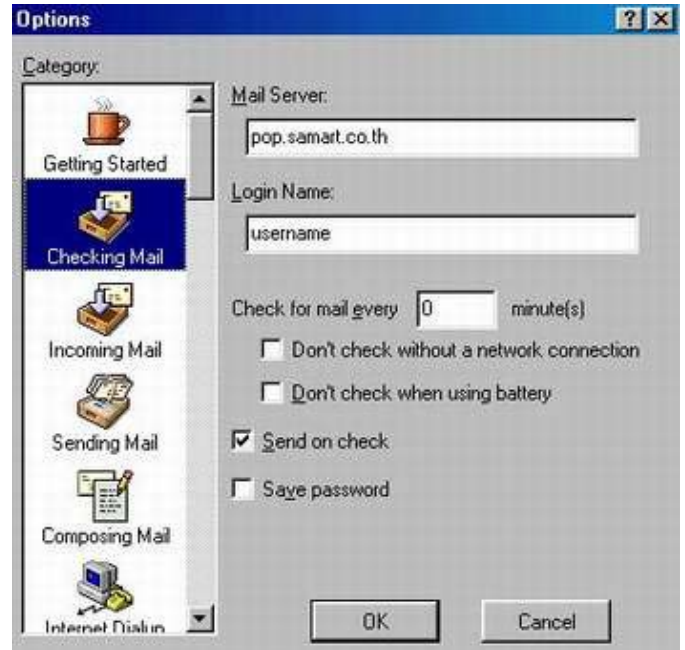 Options
Category:
Getting Started
Checking Mail
Incoming Mail
Sending Mail
Composing Mail
Internet Dialup
Mail Server:
pop.samart.co.th
Login Name:
username
Check for mail every 0 minute(s)
Don't check without a network connection
Don't check when using battery
Send on check
Save password
OK
Cancel